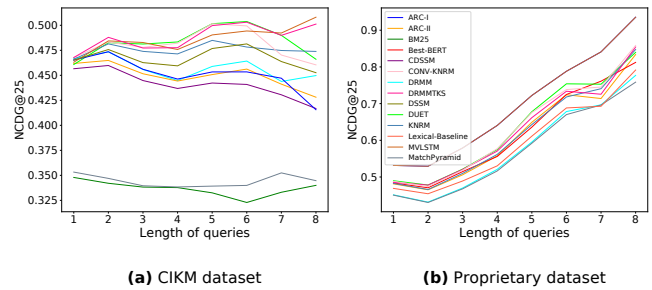 NCDG@25
0.500
0.475
0.450
0.425
0.400
0.375
0.350
0.325
1 2 3 4 5 6 7 8
Length of queries
(a) CIKM dataset
NCDG@25
0.9
0.8
0.7
0.6
0.5
ARC-I
ARC-II
BM25
Best-BERT
CDSSM
CONV-KNRM
DRMM
DRMMTKS
DSSM
DUET
KNRM
Lexical-Baseline
MVLSTM
MatchPyramid
1 2 3 4 5 6 7 8
Length of queries
(b) Proprietary dataset